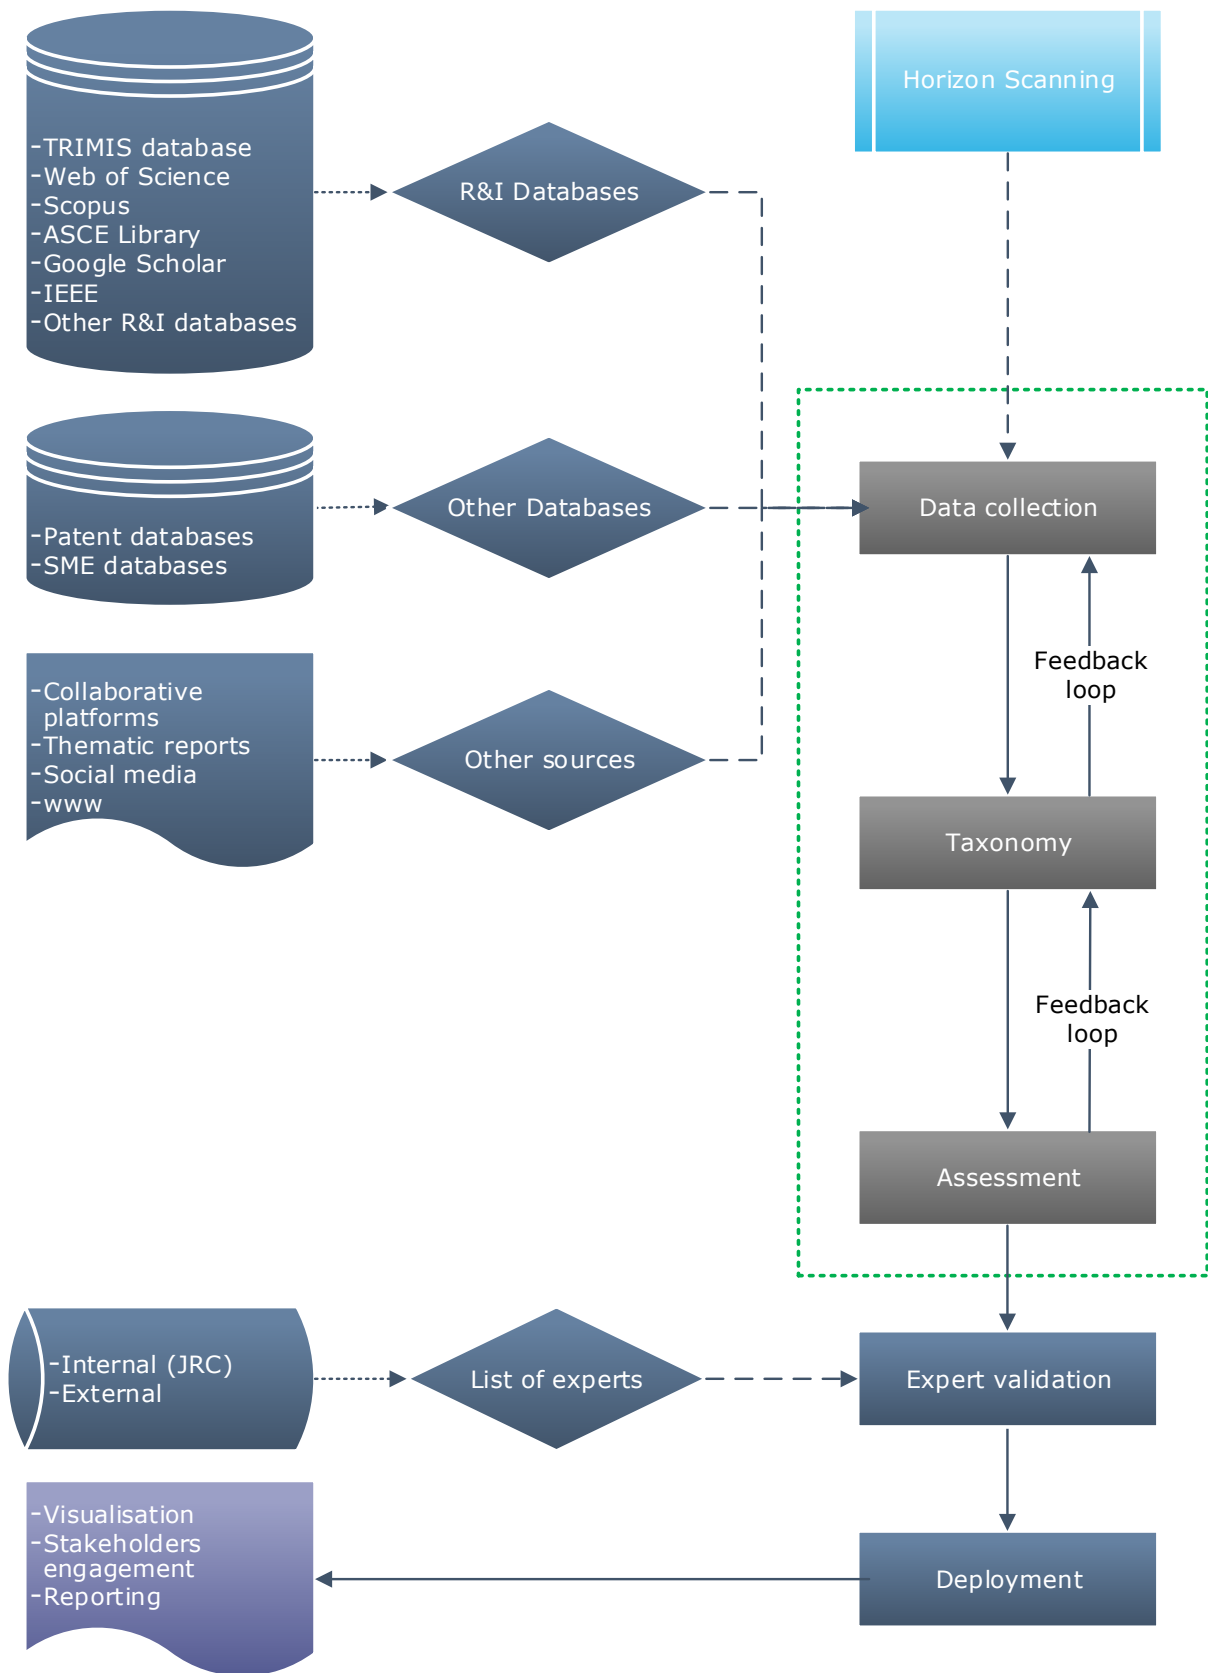 Horizon Scanning
-TRIMIS database
-Web of Science
-Scopus
-ASCE Library
-Google Scholar
-IEEE
-Other R&I databases
R&I Databases
-Patent databases
-SME databases
Other Databases
Data collection
Feedback
loop
-Collaborative
platforms
-Thematic reports
-Social media
-www
Other sources
Taxonomy
Feedback
loop
Assessment
-Internal (JRC)
-External
List of experts
Expert validation
-Visualisation
-Stakeholders
engagement
-Reporting
Deployment